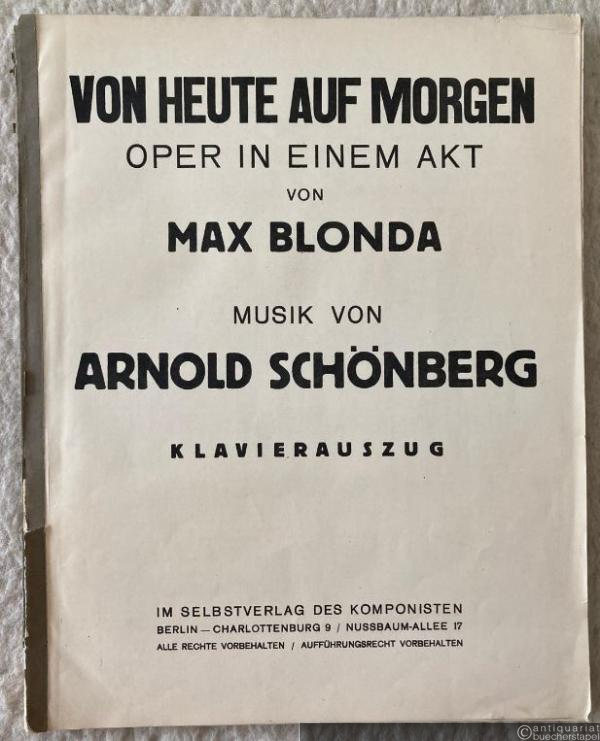 VON HEUTE AUF MORGEN
OPER IN EINEM AKT
VON
MAX BLONDA
MUSIK VON
ARNOLD SCHÖNBERG
KLAVIERAUSZUG
IM SELBSTVERLAG DES KOMPONISTEN
BERLIN — CHARLOTTENBURG 9 / NUSSBAUM-ALLEE 17
ALLE RECHTE VORBEHALTEN / AUFFÜHRUNGSRECHT VORBEHALTEN
©antiquariat
buecherstapel